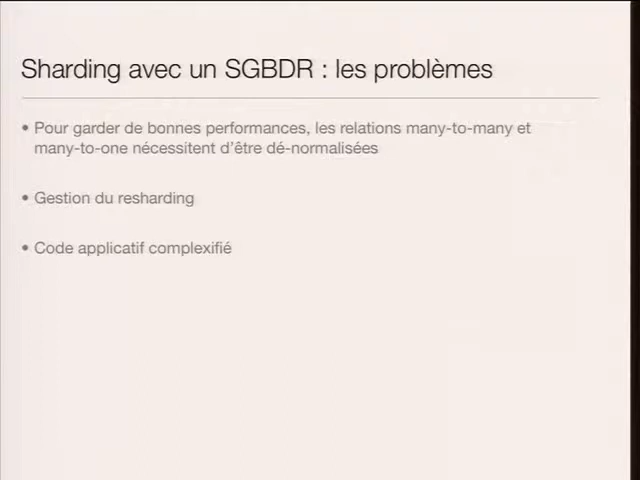 Sharding avec un SGBDR : les problèmes
• Pour garder de bonnes performances, les relations many-to-many et
many-to-one nécessitent d'être dé-normalisées
• Gestion du resharding
• Code applicatif complexifié